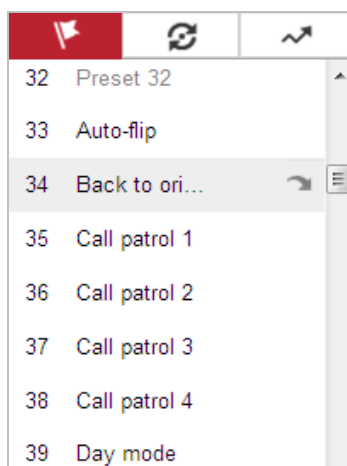 32 Preset 32
33 Auto-flip
34 Back to ori...
35 Call patrol 1
36 Call patrol 2
37 Call patrol 3
38 Call patrol 4
39 Day mode